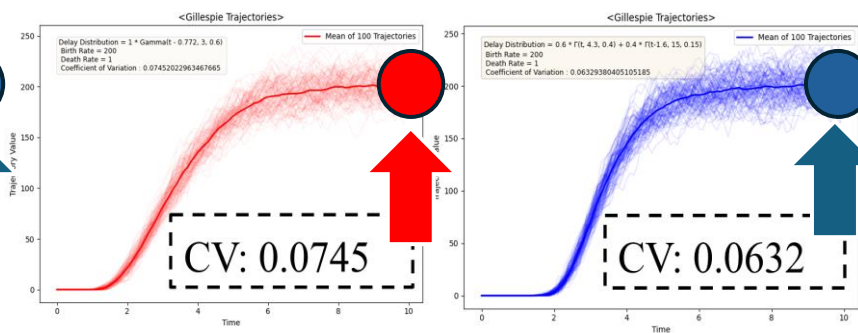 <Gillespie Trajectories>
Delay Distribution = 1 * Gamma(t - 0.772, 3, 0.6)
Birth Rate = 200
Death Rate = 1
Coefficient of Variation : 0.07452022963467665
Mean of 100 Trajectories
250
200
150
100
50
0
CV: 0.0745
0
2
4
6
8
10
Time
<Gillespie Trajectories>
Delay Distribution = 0.6 * Γ(t, 4.3, 0.4) + 0.4 * Γ(t-1.6, 15, 0.15)
Birth Rate = 200
Death Rate = 1
Coefficient of Variation : 0.06329380405105185
Mean of 100 Trajectories
250
200
150
100
50
0
CV: 0.0632
0
2
4
6
8
10
Time